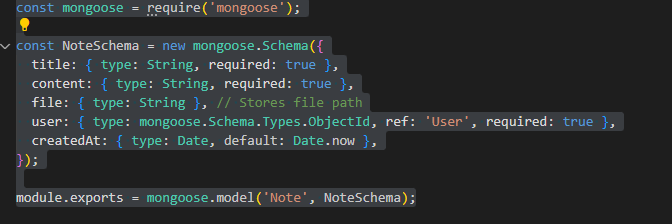 const mongoose = require('mongoose');
const NoteSchema = new mongoose.Schema({
  title: { type: String, required: true },
  content: { type: String, required: true },
  file: { type: String }, // Stores file path
  user: { type: mongoose.Schema.Types.ObjectId, ref: 'User', required: true },
  createdAt: { type: Date, default: Date.now },
});
module.exports = mongoose.model('Note', NoteSchema);